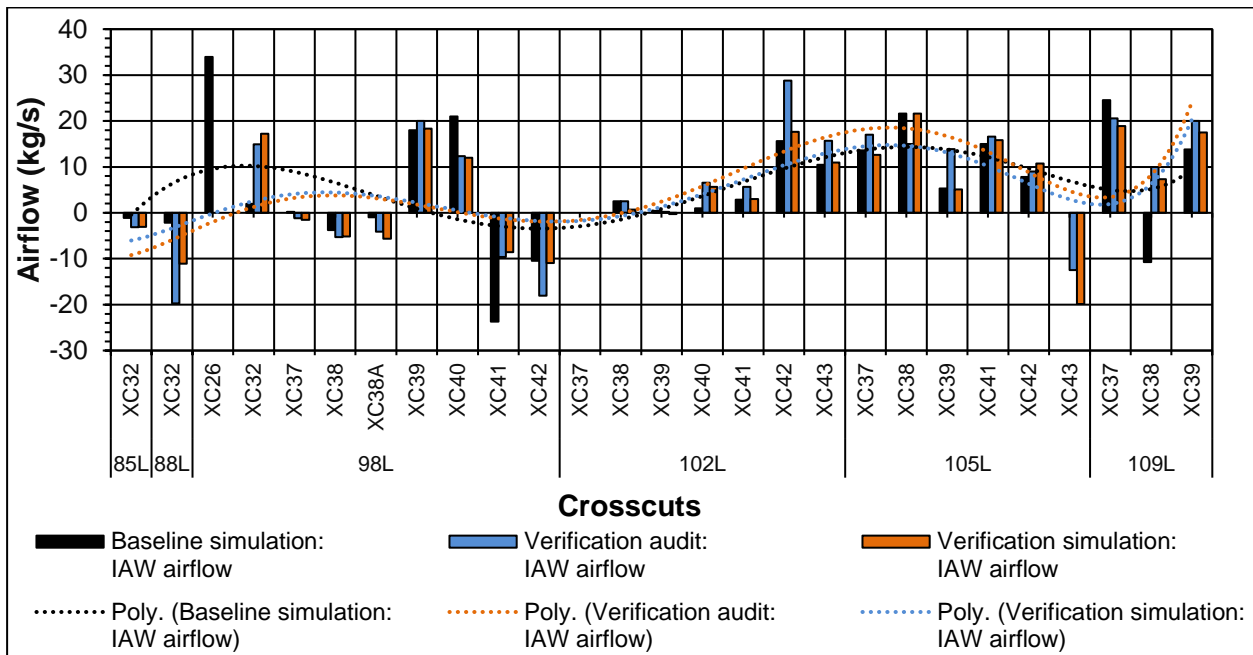 Airflow (kg/s)
40
30
20
10
0
-10
-20
-30
XC32
XC32
XC26
XC32
XC37
XC38
XC38A
XC39
XC40
XC41
XC42
XC37
XC38
XC39
XC40
XC41
XC42
XC43
XC37
XC38
XC39
XC41
XC42
XC43
XC37
XC38
XC39
85L 88L 98L 102L 105L 109L
Crosscuts
Baseline simulation:
IAW airflow
Verification audit:
IAW airflow
Verification simulation:
IAW airflow
Poly. (Baseline simulation:
IAW airflow)
Poly. (Verification audit:
IAW airflow)
Poly. (Verification simulation:
IAW airflow)